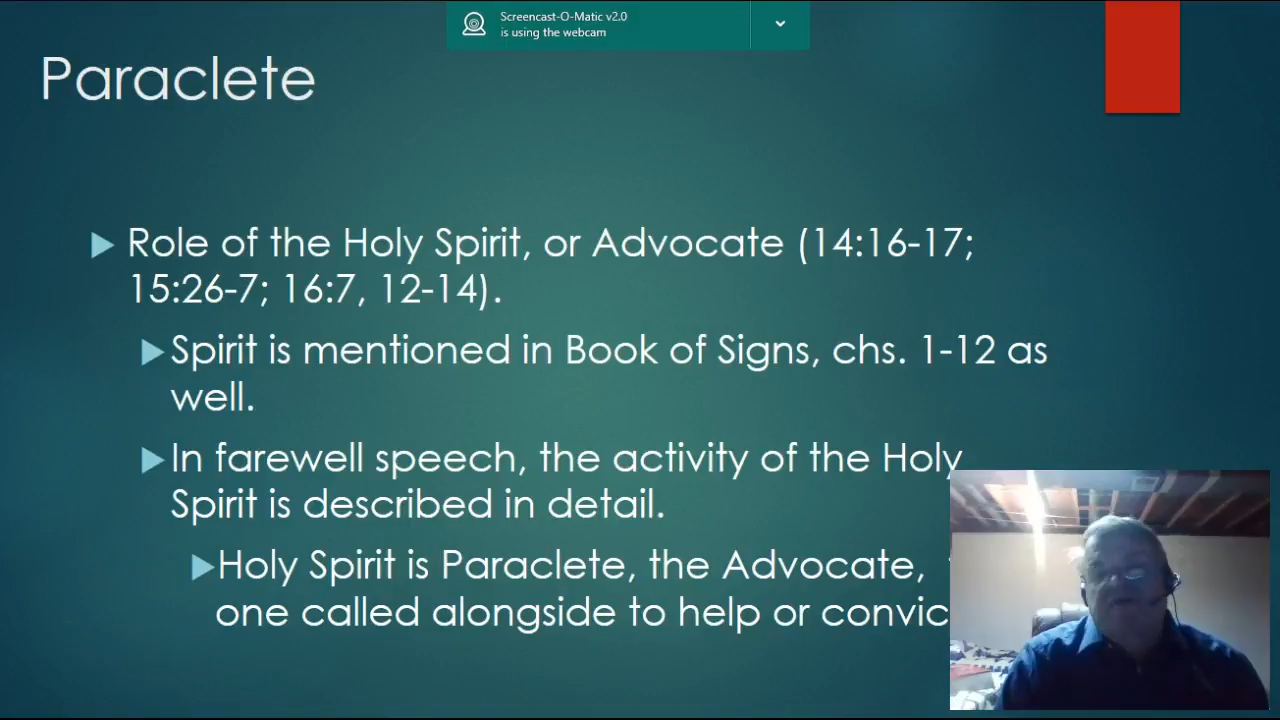 Screencast-O-Matic v2.0
is using the webcam
Paraclete
Role of the Holy Spirit, or Advocate (14:16-17;
15:26-7; 16:7, 12-14).
Spirit is mentioned in Book of Signs, chs. 1-12 as
well.
In farewell speech, the activity of the Holy
Spirit is described in detail.
Holy Spirit is Paraclete, the Advocate,
one called alongside to help or